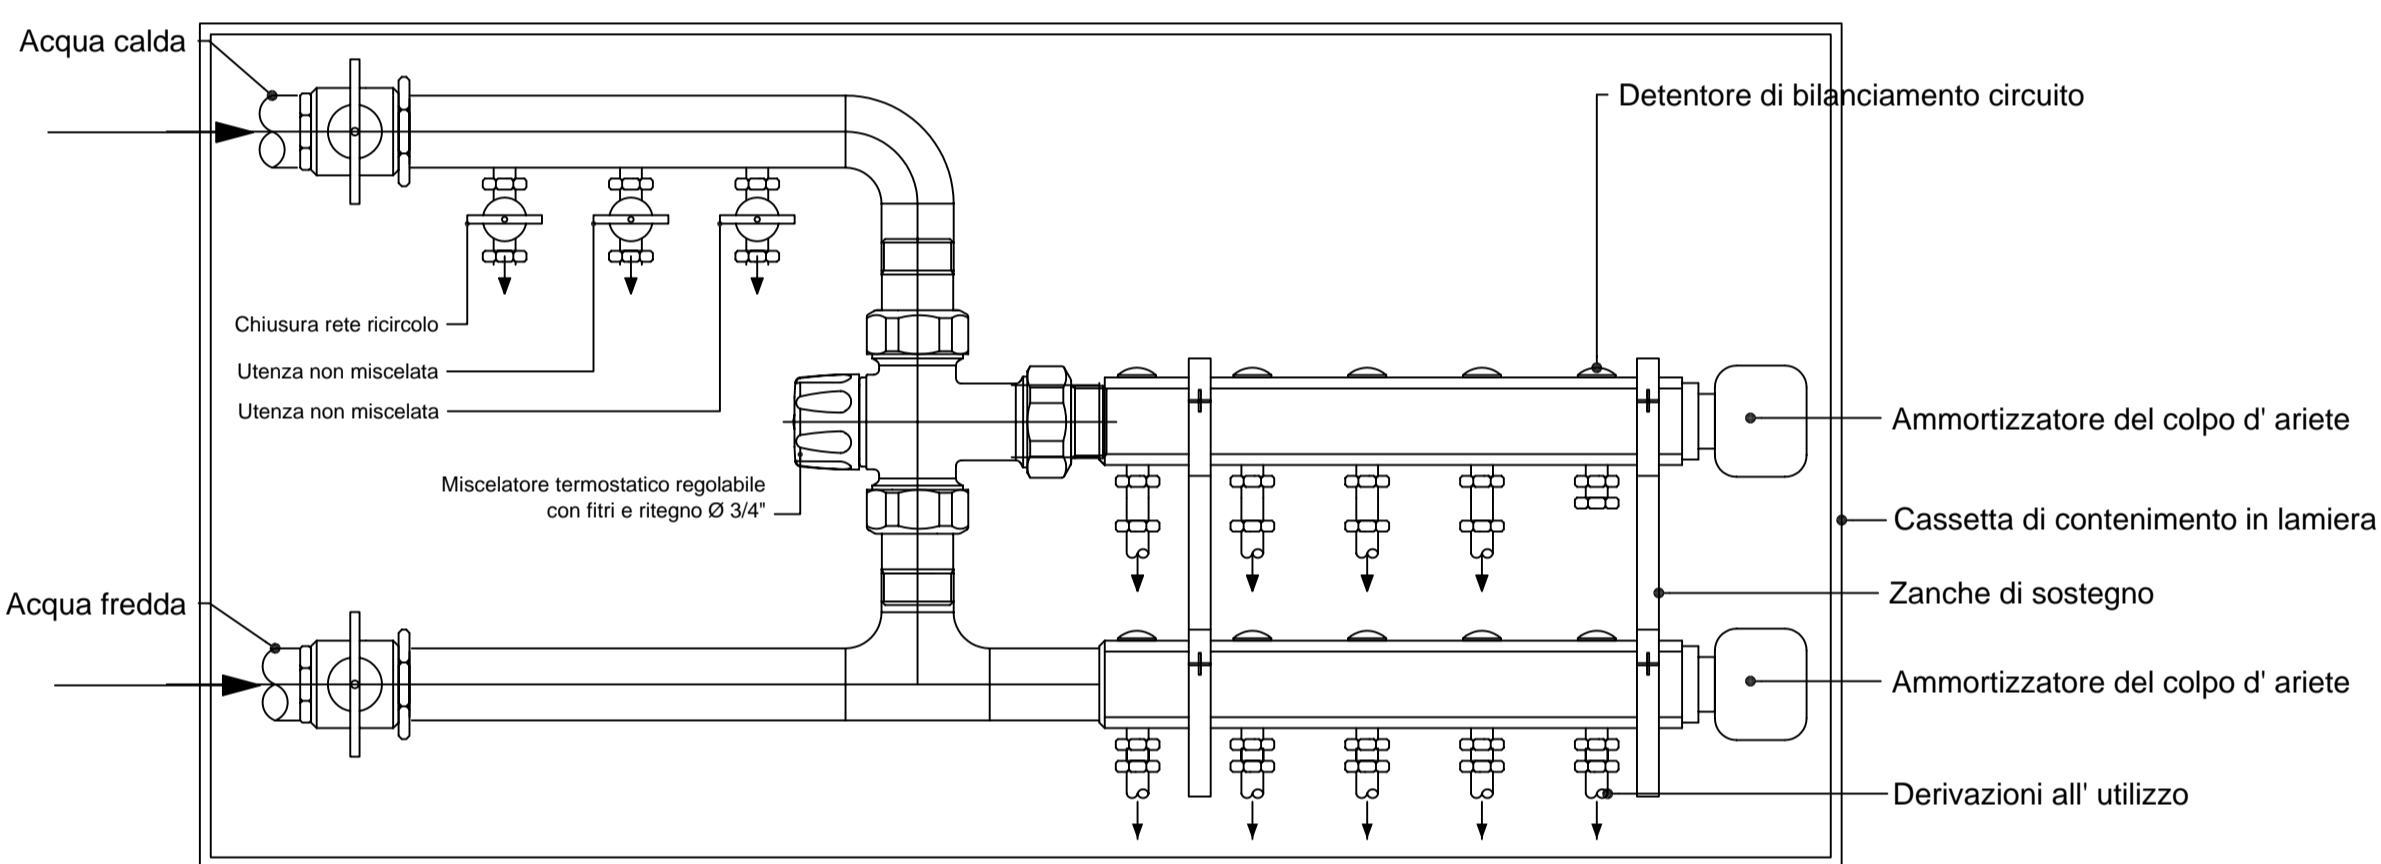 Acqua calda
Detentore di bilanciamento circuito
Chiusura rete ricircolo
Utenza non miscelata
Utenza non miscelata
Miscelatore termostatico regolabile
con fitri e ritegno Ø 3/4"
Ammortizzatore del colpo d' ariete
Cassetta di contenimento in lamiera
Acqua fredda
Zanche di sostegno
Ammortizzatore del colpo d' ariete
Derivazioni all' utilizzo